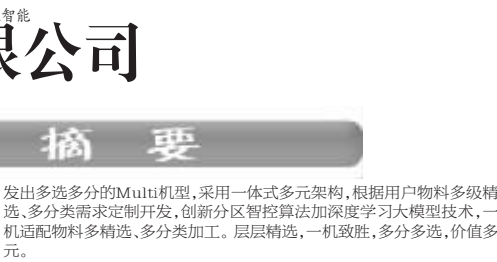 智能
限公司
摘 要
发出多选多分的Multi机型,采用一体式多元架构,根据用户物料多级精
选、多分类需求定制开发,创新分区智控算法加深度学习大模型技术,一
机适配物料多精选、多分类加工。层层精选,一机致胜,多分多选,价值多
元。